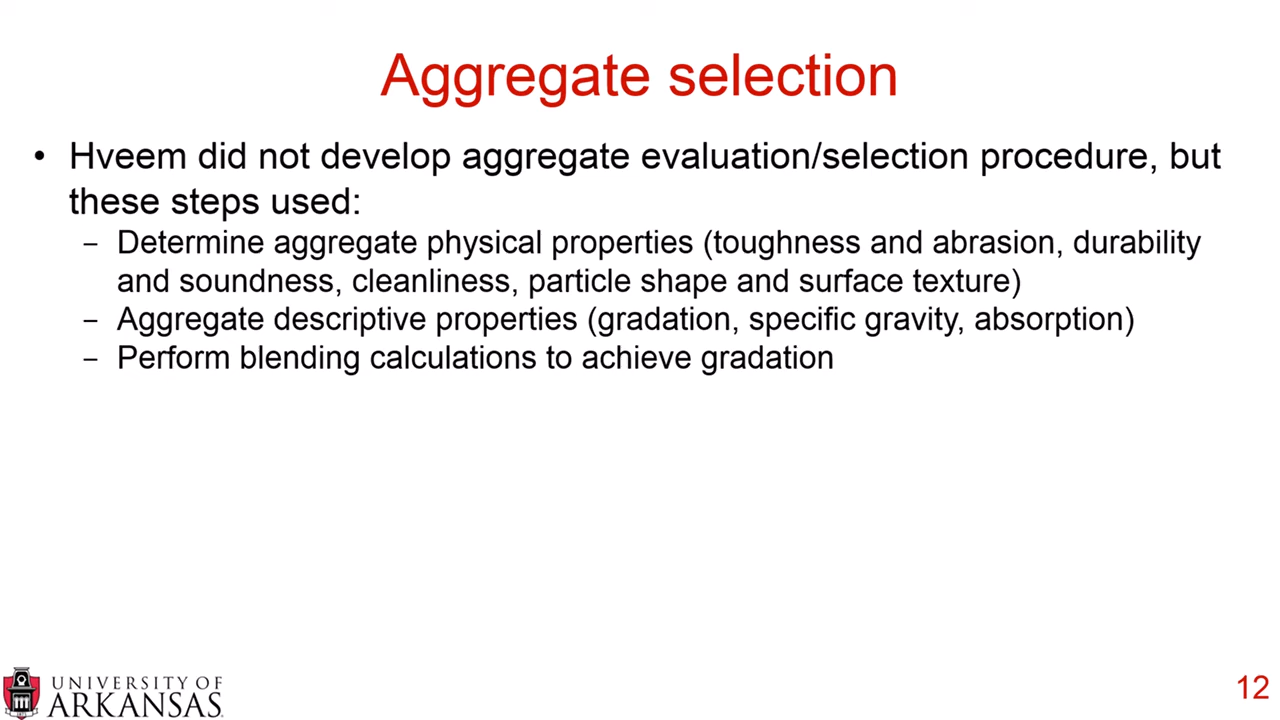 Aggregate selection
• Hveem did not develop aggregate evaluation/selection procedure, but
these steps used:
– Determine aggregate physical properties (toughness and abrasion, durability
and soundness, cleanliness, particle shape and surface texture)
– Aggregate descriptive properties (gradation, specific gravity, absorption)
– Perform blending calculations to achieve gradation
UNIVERSITY OF
ARKANSAS
12